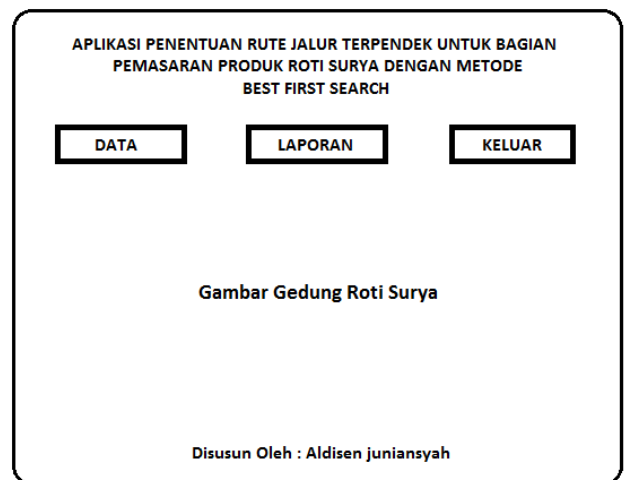 APLIKASI PENENTUAN RUTE JALUR TERPENDEK UNTUK BAGIAN
PEMASARAN PRODUK ROTI SURYA DENGAN METODE
BEST FIRST SEARCH
DATA LAPORAN KELUAR
Gambar Gedung Roti Surya
Disusun Oleh : Aldisen juniansyah